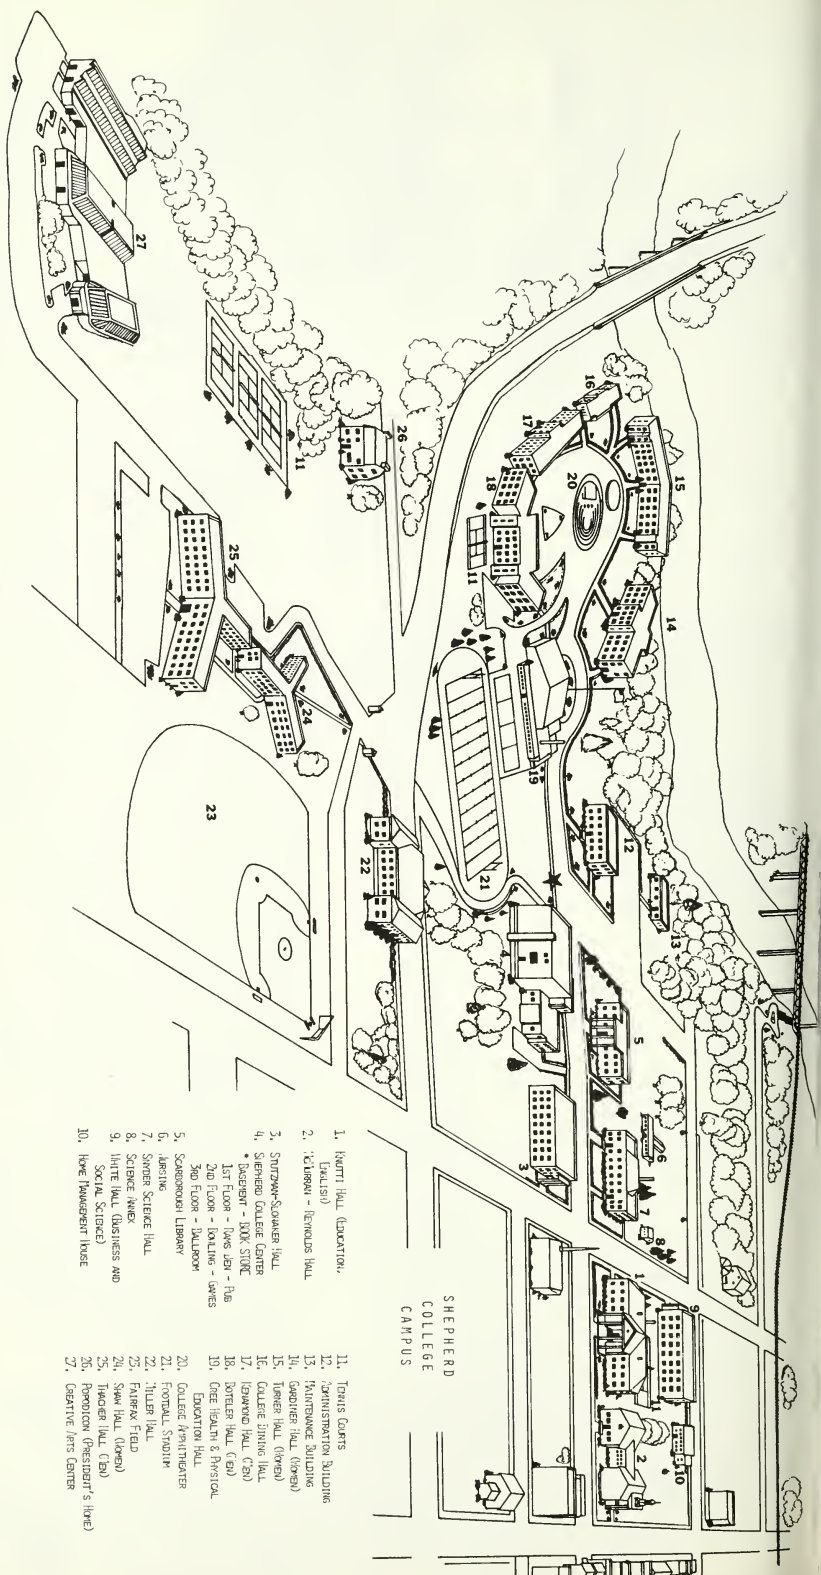 SHEPHERD
COLLEGE
CAMPUS
1. KNUTTI HALL (EDUCATION,
ENGLISH)
2. McMURRAN - REYNOLDS HALL
3. STUTZMAN-SLONAKER HALL
4. SHEPHERD COLLEGE CENTER
* BASEMENT - BOOK STORE
1ST FLOOR - RAMS DEN - PUB
2ND FLOOR - BOWLING - GAMES
3RD FLOOR - BALLROOM
5. SCARBOROUGH LIBRARY
6. NURSING
7. SNYDER SCIENCE HALL
8. SCIENCE ANNEX
9. WHITE HALL (BUSINESS AND
SOCIAL SCIENCE)
10. HOME MANAGEMENT HOUSE
11. TENNIS COURTS
12. ADMINISTRATION BUILDING
13. MAINTENANCE BUILDING
14. GARDINER HALL (WOMEN)
15. TURNER HALL (WOMEN)
16. COLLEGE DINING HALL
17. KENAMOND HALL (MEN)
18. BOTELER HALL (MEN)
19. CREE HEALTH & PHYSICAL
EDUCATION HALL
20. COLLEGE AMPHITHEATER
21. FOOTBALL STADIUM
22. MILLER HALL
23. FAIRFAX FIELD
24. SHAW HALL (WOMEN)
25. THACHER HALL (MEN)
26. POPODICON (PRESIDENT'S HOME)
27. CREATIVE ARTS CENTER
27
11
26
16
17
18
15
20
11
14
25
24
19
23
12
22
21
13
4
5
3
6
7
8
1
9
2
10